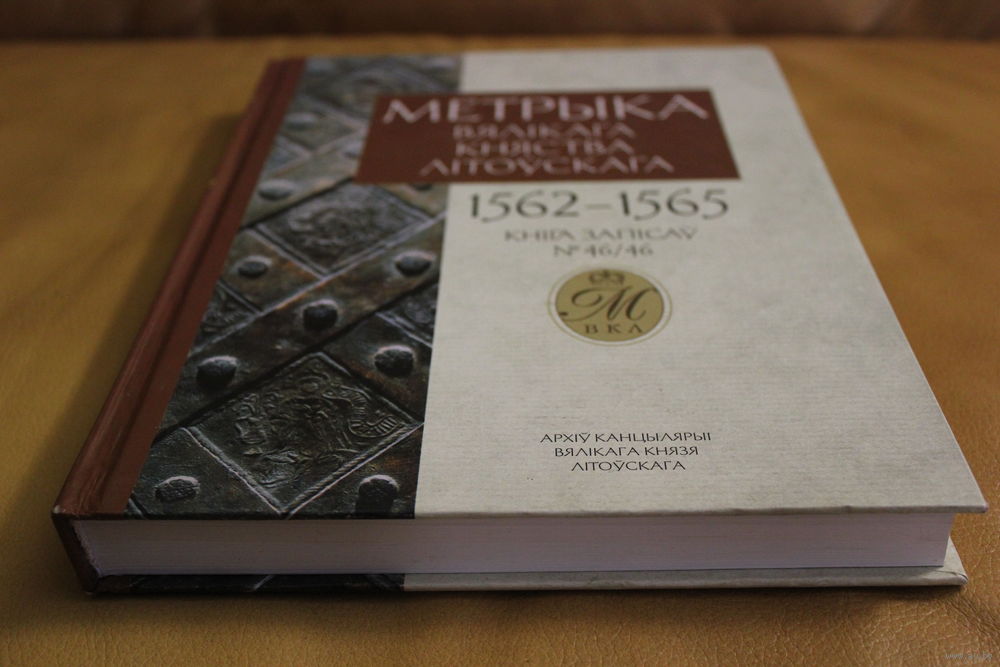 МЕТРЫКА
ВЯЛІКАГА
КНЯСТВА
ЛІТОЎСКАГА
1562–1565
КНІГА ЗАПІСАЎ
№ 46/46
М
ВКЛ
АРХІЎ КАНЦЫЛЯРЫІ
ВЯЛІКАГА КНЯЗЯ
ЛІТОЎСКАГА